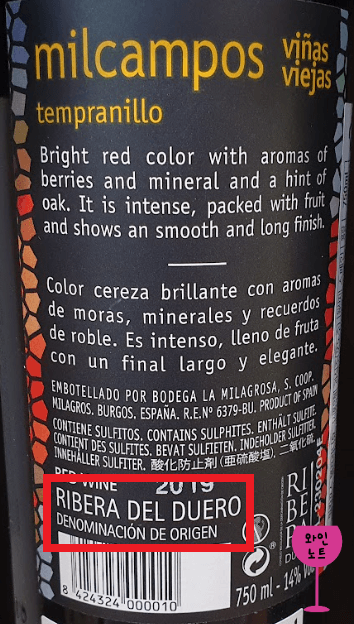 milcampos viñas viejas
tempranillo
Bright red color with aromas of
berries and mineral and a hint of
oak. It is intense, packed with fruit
and shows an smooth and long finish.
Color cereza brillante con aromas
de moras, minerales y recuerdos
de roble. Es intenso, lleno de fruta
con un final largo y elegante.
EMBOTELLADO POR BODEGA LA MILAGROSA, S. COOP.
MILAGROS. BURGOS. ESPAÑA. R.E.Nº 6379-BU. PRODUCT OF SPAIN
CONTIENE SULFITOS. CONTAINS SULPHITES. ENTHÄLT SULFITE.
CONTIENT DES SULFITES. BEVAT SULFIETEN. INDEHOLDER SULFITTER.
INNEHÅLLER SULFITER. 酸化防止剤(亜硫酸塩).
RED WINE 2019
RIBERA DEL DUERO
DENOMINACIÓN DE ORIGEN
8 424324 000010
750 ml - 14%
와인
노트